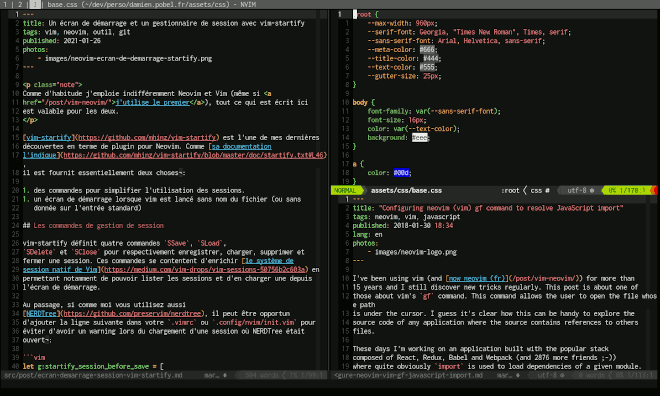 [1] 2 | 3 | 1 | base.css (~/dev/perso/damien.pobel.fr/assets/css) - NVIM
---
title: Un écran de démarrage et un gestionnaire de session avec vim-startify
tags: vim, neovim, outil, git
published: 2021-01-26
photos:
- images/neovim-ecran-de-demarrage-startify.png
---
<p class="note">
Comme d'habitude j'emploie indifféremment Neovim et Vim (même si <a
href="/post/vim-neovim/">j'utilise le premier</a>), tout ce qui est écrit ici
est valable pour les deux.
</p>
[vim-startify](https://github.com/mhinz/vim-startify) est l'une de mes dernières
découvertes en terme de plugin pour Neovim. Comme [sa documentation
l'indique](https://github.com/mhinz/vim-startify/blob/master/doc/startify.txt#L46)
,
il est fournit essentiellement deux choses :
1. des commandes pour simplifier l'utilisation des sessions.
1. un écran de démarrage lorsque vim est lancé sans nom du fichier (ou sans
donnée sur l'entrée standard)
## Les commandes de gestion de session
vim-startify définit quatre commandes `SSave`, `SLoad`,
`SDelete` et `SClose` pour respectivement enregistrer, charger, supprimer et
fermer une session. Ces commandes se contentent d'enrichir [le système de
session natif de Vim](https://medium.com/vim-drops/vim-sessions-50756b2c603a) en
permettant notament de pouvoir lister les sessions et d'en charger une depuis
l'écran de démarrage.
Au passage, si comme moi vous utilisez aussi
[NERDTree](https://github.com/preservim/nerdtree), il peut être opportun
d'ajouter la ligne suivante dans votre `.vimrc` ou `.config/nvim/init.vim` pour
éviter d'avoir un warning lors du chargement d'une session où NERDTree était
ouvert :
```vim
let g:startify_session_before_save = [
src/post/ecran-demarrage-session-vim-startify.md
:root {
--max-width: 960px;
--serif-font: Georgia, "Times New Roman", Times, serif;
--sans-serif-font: Arial, Helvetica, sans-serif;
--meta-color: #666;
--title-color: #444;
--text-color: #555;
--gutter-size: 25px;
}
body {
font-family: var(--sans-serif-font);
font-size: 16px;
color: var(--text-color);
background: #eee;
}
a {
color: #00d;
}
NORMAL assets/css/base.css :root < css # utf-8
---
title: "Configuring neovim (vim) gf command to resolve JavaScript import"
tags: neovim, vim, javascript
published: 2018-01-30 18:34
lang: en
photos:
- images/neovim-logo.png
---
I've been using vim (and [now neovim (fr)](/post/vim-neovim/)) for more than
15 years and I still discover new tricks regularly. This post is about one of
those about vim's `gf` command. This command allows the user to open the file whos
e path
is under the cursor. I guess it's clear how this can be handy to explore the
source code of any application where the source contains references to others
files.
These days I'm working on an application built with the popular stack
composed of React, Redux, Babel and Webpack (and 2876 more friends ;-))
where quite obviously `import` is used to load dependencies of a given module.
<gure-neovim-vim-gf-javascript-import.md